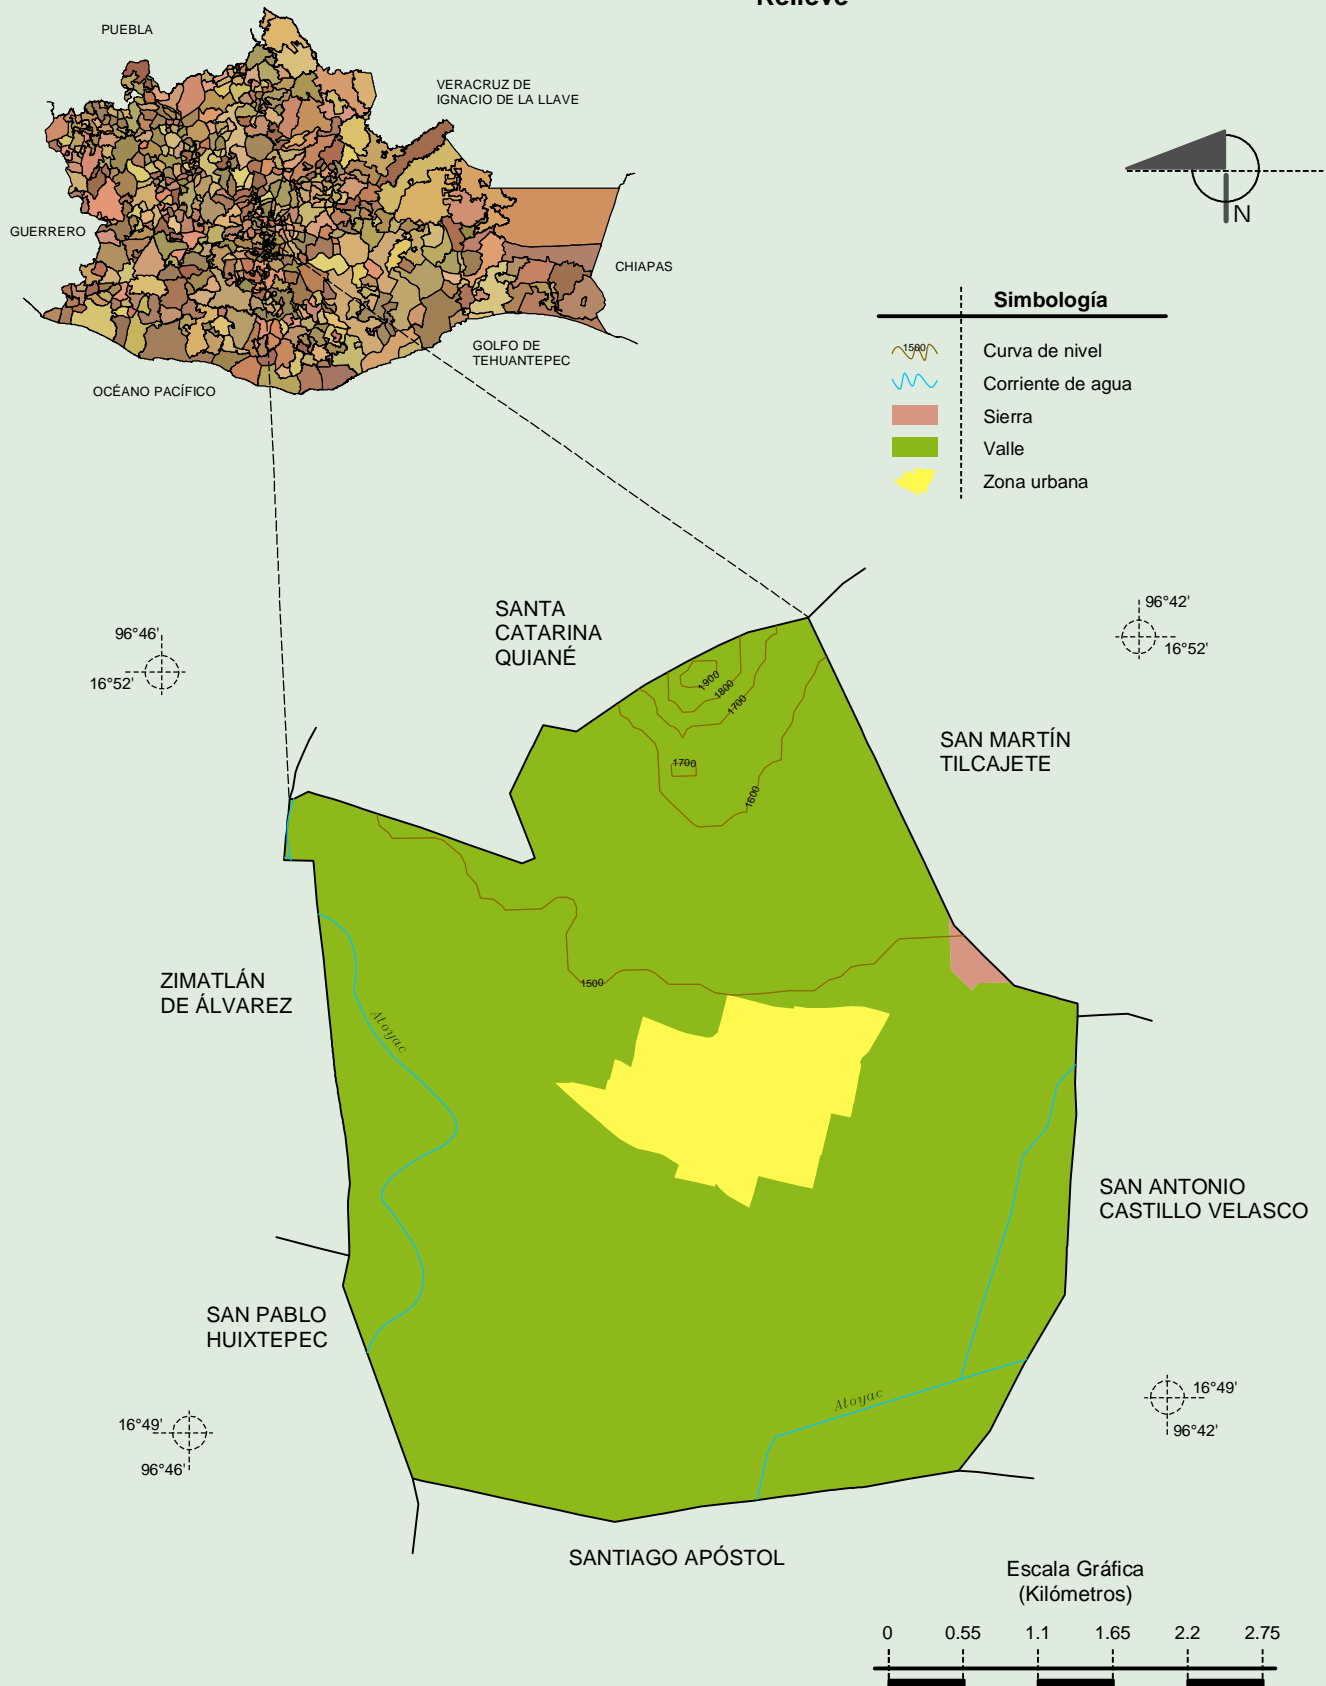 Relieve
PUEBLA
VERACRUZ DE
IGNACIO DE LA LLAVE
GUERRERO
CHIAPAS
GOLFO DE
TEHUANTEPEC
OCÉANO PACÍFICO
N
Simbología
1500
Curva de nivel
Corriente de agua
Sierra
Valle
Zona urbana
96°46'
16°52'
96°42'
16°52'
SANTA
CATARINA
QUIANÉ
1900
1800
1700
1700
1600
SAN MARTÍN
TILCAJETE
ZIMATLÁN
DE ÁLVAREZ
1500
Atoyac
SAN ANTONIO
CASTILLO VELASCO
SAN PABLO
HUIXTEPEC
Atoyac
16°49'
96°46'
16°49'
96°42'
SANTIAGO APÓSTOL
Escala Gráfica
(Kilómetros)
0 0.55 1.1 1.65 2.2 2.75